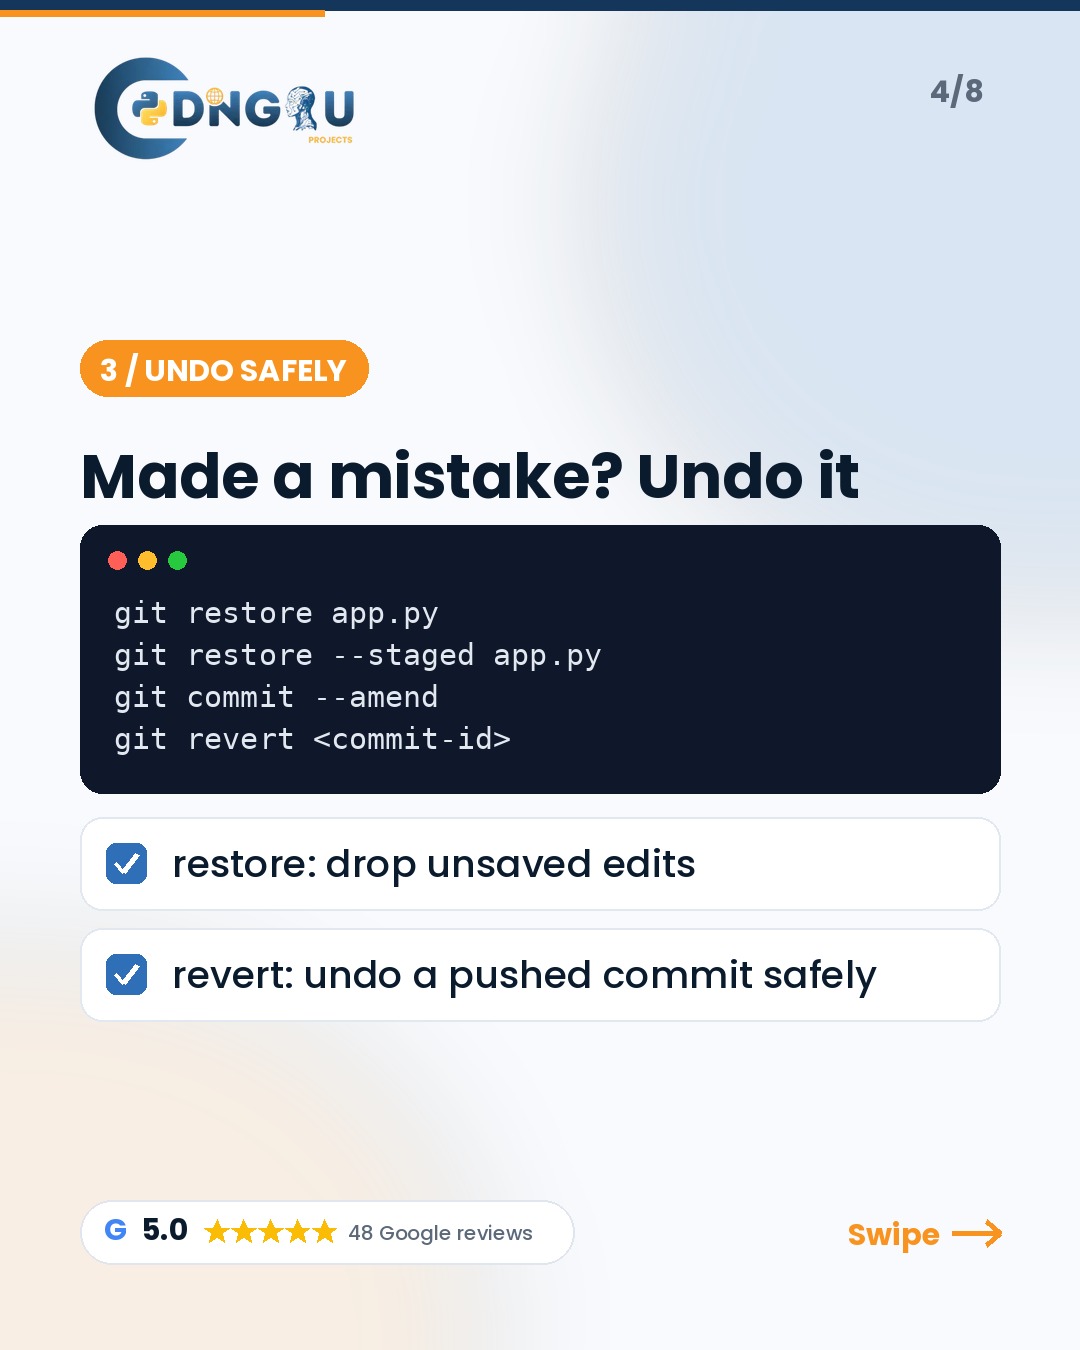 CDNG4U
PROJECTS
4/8
3 / UNDO SAFELY
Made a mistake? Undo it
git restore app.py
git restore --staged app.py
git commit --amend
git revert <commit-id>
restore: drop unsaved edits
revert: undo a pushed commit safely
G 5.0 ★★★★★ 48 Google reviews
Swipe →